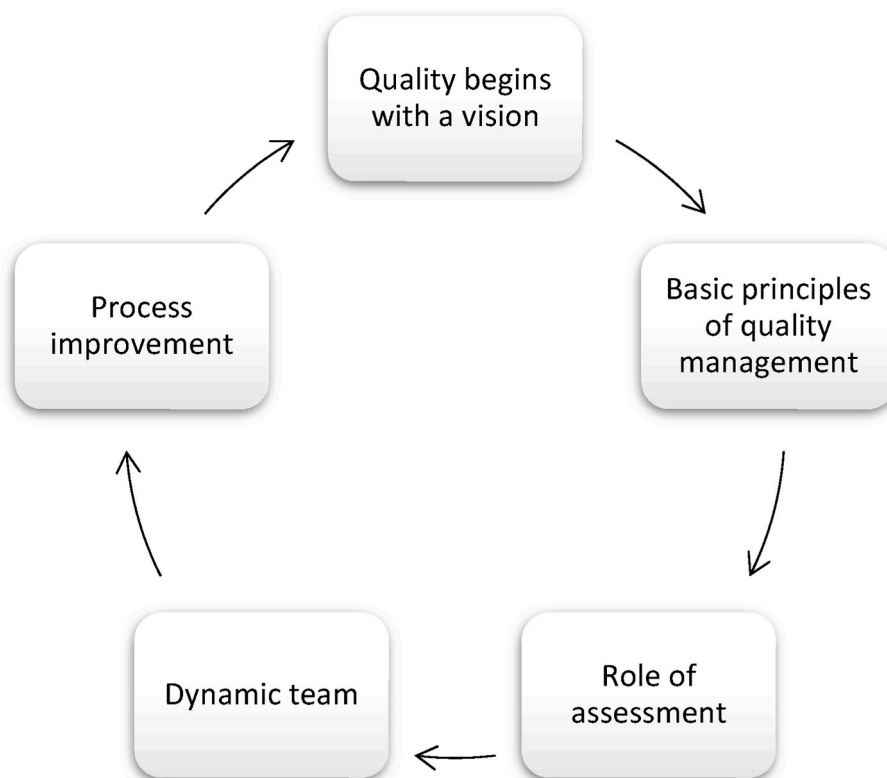 Quality begins
with a vision
Basic principles
of quality
management
Role of
assessment
Dynamic team
Process
improvement